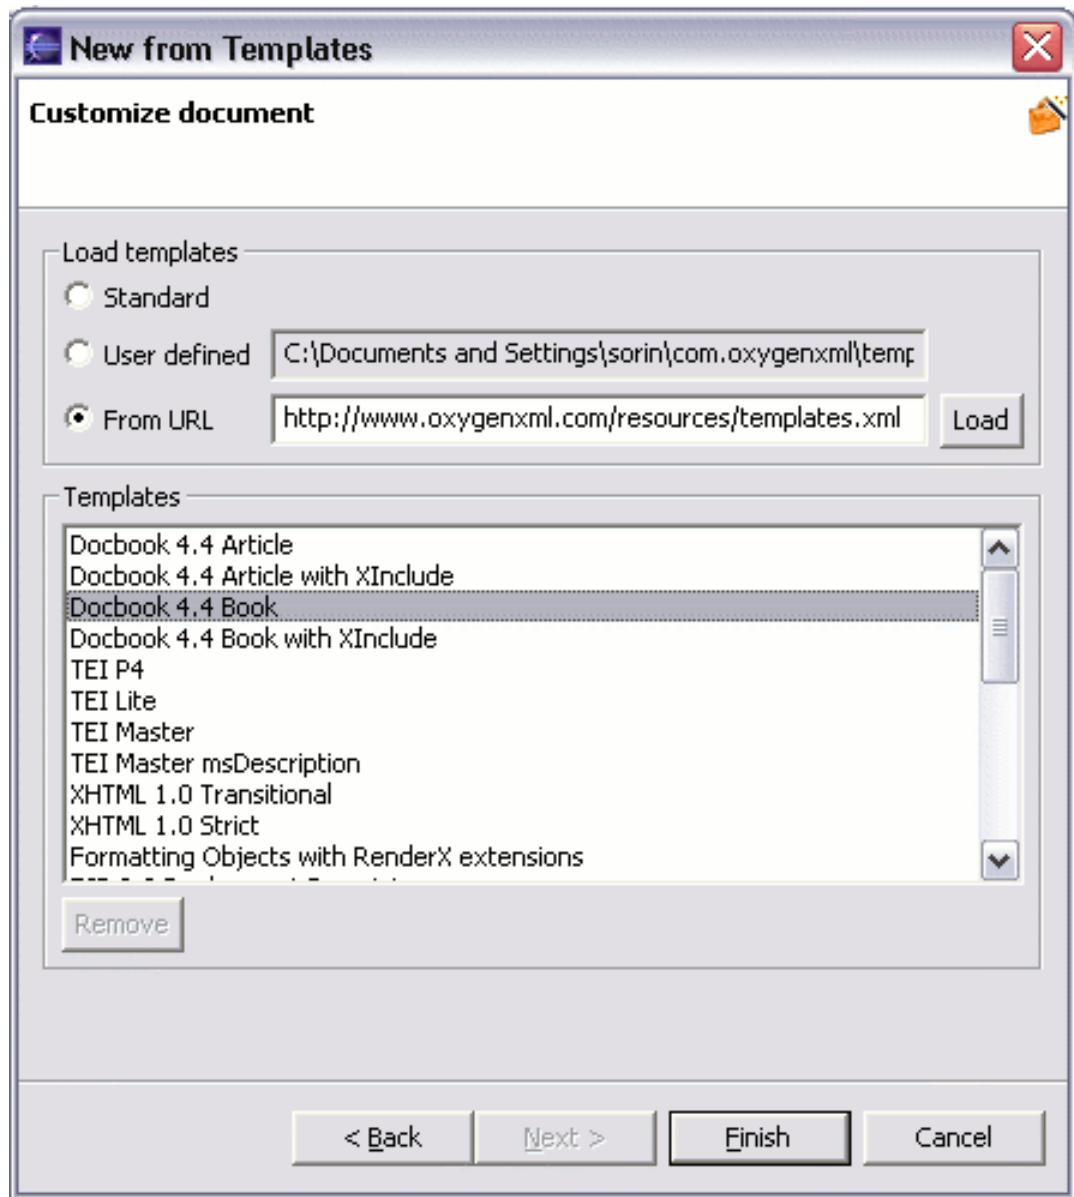 New from Templates
Customize document
Load templates
Standard
User defined C:\Documents and Settings\sorin\com.oxygenxml\temp
From URL http://www.oxygenxml.com/resources/templates.xml Load
Templates
Docbook 4.4 Article
Docbook 4.4 Article with XInclude
Docbook 4.4 Book
Docbook 4.4 Book with XInclude
TEI P4
TEI Lite
TEI Master
TEI Master msDescription
XHTML 1.0 Transitional
XHTML 1.0 Strict
Formatting Objects with RenderX extensions
Remove
< Back Next > Finish Cancel